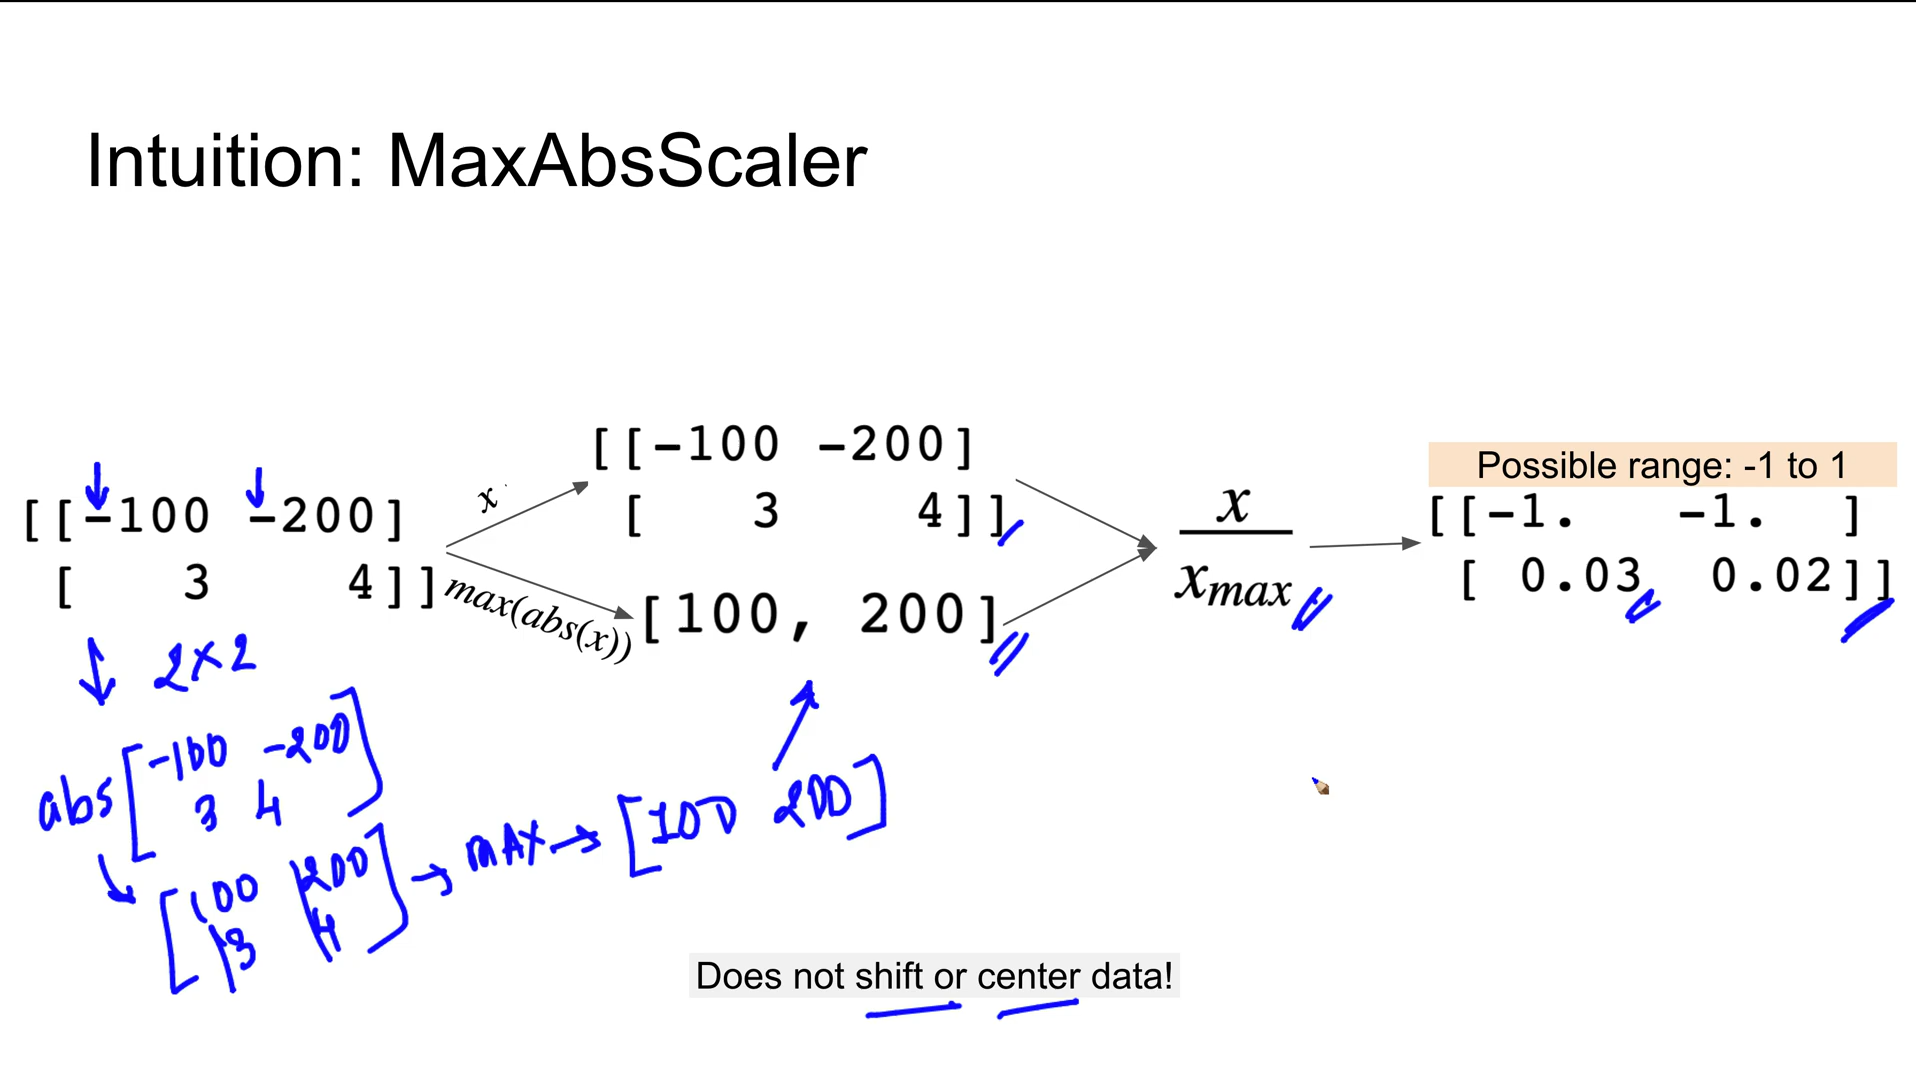 Intuition: MaxAbsScaler
[[-100 -200]
[ 3 4]]
x
max(abs(x))
[[-100 -200]
[ 3 4]]
[100, 200]
x
xmax
Possible range: -1 to 1
[[-1. -1. ]
[ 0.03 0.02]]
2×2
abs[-100 -200]
3 4
[100 200] → MAX → [100 200]
3 4
Does not shift or center data!